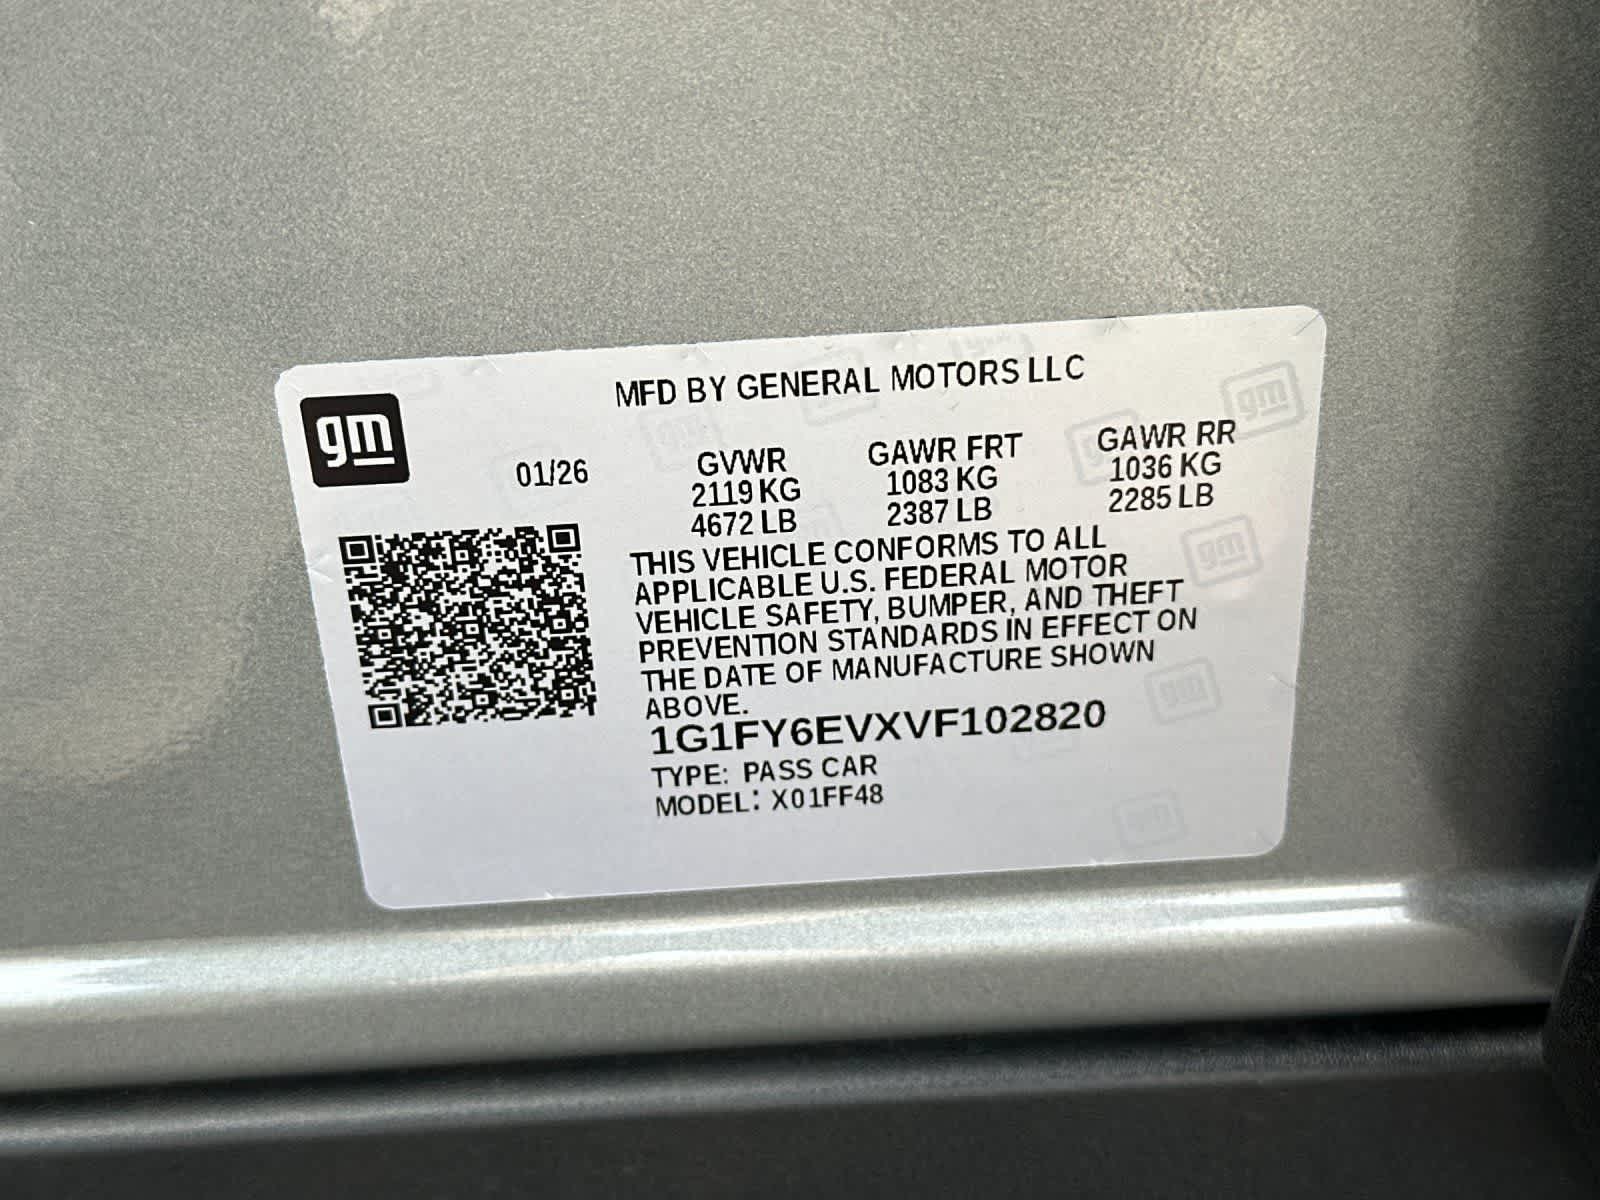 MFD BY GENERAL MOTORS LLC
gm
01/26
GVWR
2119 KG
4672 LB
GAWR FRT
1083 KG
2387 LB
GAWR RR
1036 KG
2285 LB
THIS VEHICLE CONFORMS TO ALL
APPLICABLE U.S. FEDERAL MOTOR
VEHICLE SAFETY, BUMPER, AND THEFT
PREVENTION STANDARDS IN EFFECT ON
THE DATE OF MANUFACTURE SHOWN
ABOVE.
1G1FY6EVXVF102820
TYPE: PASS CAR
MODEL: X01FF48